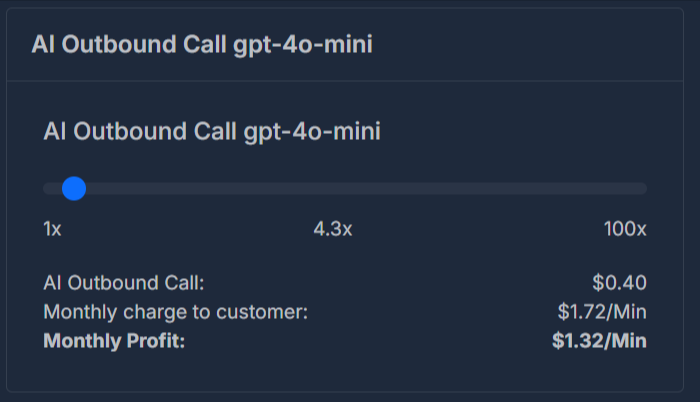 AI Outbound Call gpt-4o-mini
AI Outbound Call gpt-4o-mini
1x 4.3x 100x
AI Outbound Call: $0.40
Monthly charge to customer: $1.72/Min
Monthly Profit: $1.32/Min